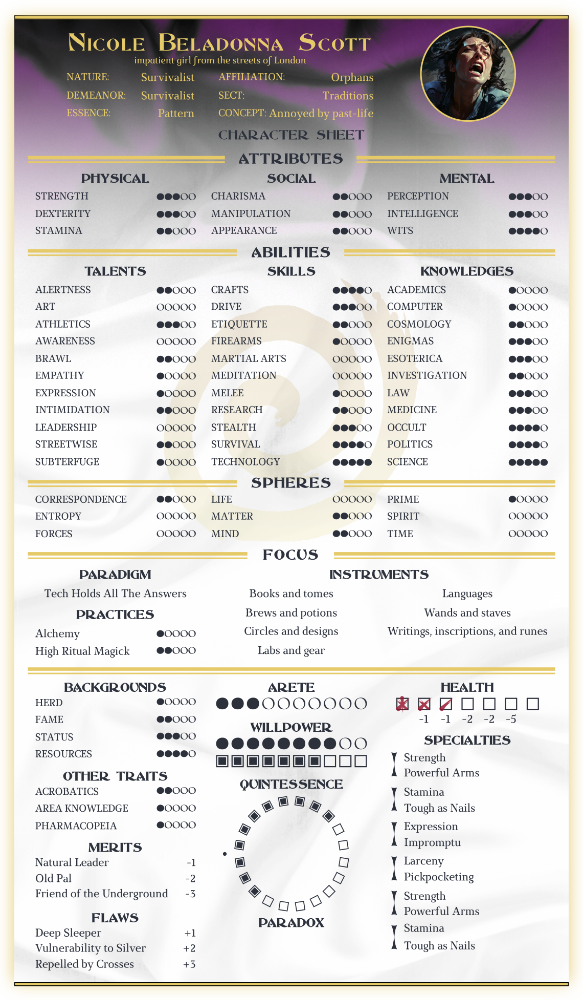 Nicole Beladonna Scott
impatient girl from the streets of London
NATURE: Survivalist AFFILIATION: Orphans
DEMEANOR: Survivalist SECT: Traditions
ESSENCE: Pattern CONCEPT: Annoyed by past-life
CHARACTER SHEET
ATTRIBUTES
PHYSICAL SOCIAL MENTAL
STRENGTH CHARISMA PERCEPTION
DEXTERITY MANIPULATION INTELLIGENCE
STAMINA APPEARANCE WITS
ABILITIES
TALENTS SKILLS KNOWLEDGES
ALERTNESS CRAFTS ACADEMICS
ART DRIVE COMPUTER
ATHLETICS ETIQUETTE COSMOLOGY
AWARENESS FIREARMS ENIGMAS
BRAWL MARTIAL ARTS ESOTERICA
EMPATHY MEDITATION INVESTIGATION
EXPRESSION MELEE LAW
INTIMIDATION RESEARCH MEDICINE
LEADERSHIP STEALTH OCCULT
STREETWISE SURVIVAL POLITICS
SUBTERFUGE TECHNOLOGY SCIENCE
SPHERES
CORRESPONDENCE LIFE PRIME
ENTROPY MATTER SPIRIT
FORCES MIND TIME
FOCUS
PARADIGM
Tech Holds All The Answers
PRACTICES
Alchemy
High Ritual Magick
INSTRUMENTS
Books and tomes Languages
Brews and potions Wands and staves
Circles and designs Writings, inscriptions, and runes
Labs and gear
BACKGROUNDS
HERD
FAME
STATUS
RESOURCES
OTHER TRAITS
ACROBATICS
AREA KNOWLEDGE
PHARMACOPEIA
MERITS
Natural Leader -1
Old Pal -2
Friend of the Underground -3
FLAWS
Deep Sleeper +1
Vulnerability to Silver +2
Repelled by Crosses +3
ARETE
WILLPOWER
QUINTESSENCE
PARADOX
HEALTH
-1 -1 -2 -2 -5
SPECIALTIES
Strength
Powerful Arms
Stamina
Tough as Nails
Expression
Impromptu
Larceny
Pickpocketing
Strength
Powerful Arms
Stamina
Tough as Nails